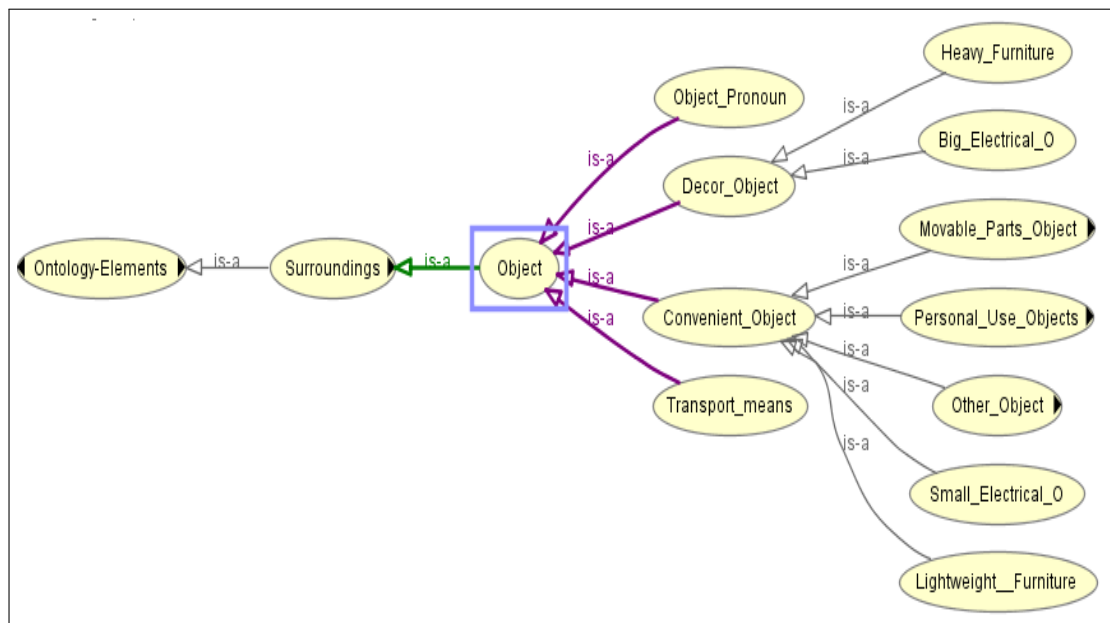 Ontology-Elements
is-a
Surroundings
is-a
Object
is-a
is-a
is-a
is-a
Object_Pronoun
Decor_Object
Convenient_Object
Transport_means
is-a
is-a
is-a
is-a
is-a
is-a
is-a
Heavy_Furniture
Big_Electrical_O
Movable_Parts_Object
Personal_Use_Objects
Other_Object
Small_Electrical_O
Lightweight__Furniture